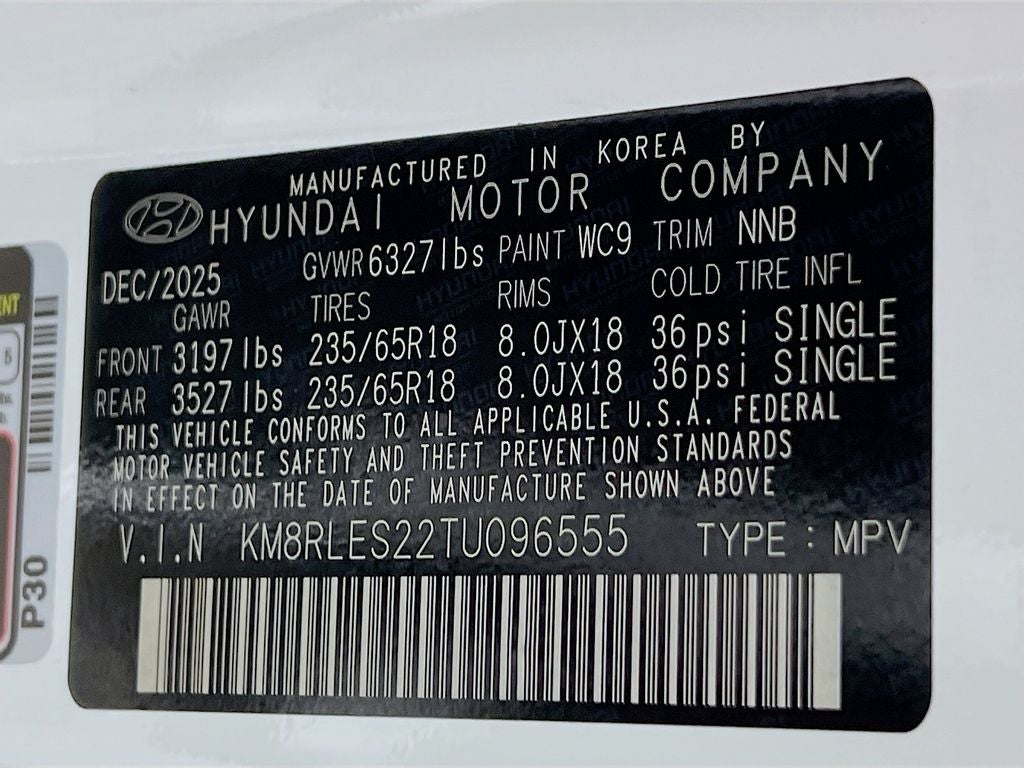 MANUFACTURED IN KOREA BY
HYUNDAI MOTOR COMPANY
DEC/2025 GVWR 6327lbs PAINT WC9 TRIM NNB
GAWR TIRES RIMS COLD TIRE INFL
FRONT 3197lbs 235/65R18 8.0JX18 36psi SINGLE
REAR 3527lbs 235/65R18 8.0JX18 36psi SINGLE
THIS VEHICLE CONFORMS TO ALL APPLICABLE U.S.A. FEDERAL
MOTOR VEHICLE SAFETY AND THEFT PREVENTION STANDARDS
IN EFFECT ON THE DATE OF MANUFACTURE SHOWN ABOVE
V.I.N KM8RLES22TU096555 TYPE : MPV
P30